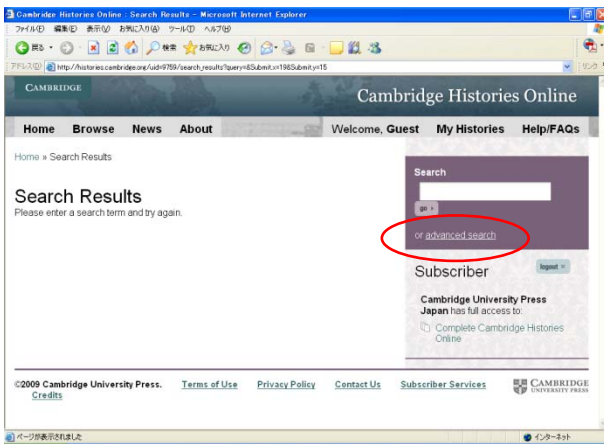 Cambridge Histories Online : Search Results - Microsoft Internet Explorer
ファイル(F) 編集(E) 表示(V) お気に入り(A) ツール(T) ヘルプ(H)
戻る 検索 お気に入り
アドレス(D) http://histories.cambridge.org/uid=9759/search_results?query=&Submit.x=19&Submit.y=15 リンク
CAMBRIDGE
Cambridge Histories Online
Home Browse News About Welcome, Guest My Histories Help/FAQs
Home » Search Results
Search
Search Results
Please enter a search term and try again.
go »
or advanced search
Subscriber logout
Cambridge University Press
Japan has full access to:
Complete Cambridge Histories
Online
©2009 Cambridge University Press. Terms of Use Privacy Policy Contact Us Subscriber Services CAMBRIDGE
UNIVERSITY PRESS
Credits
ページが表示されました インターネット